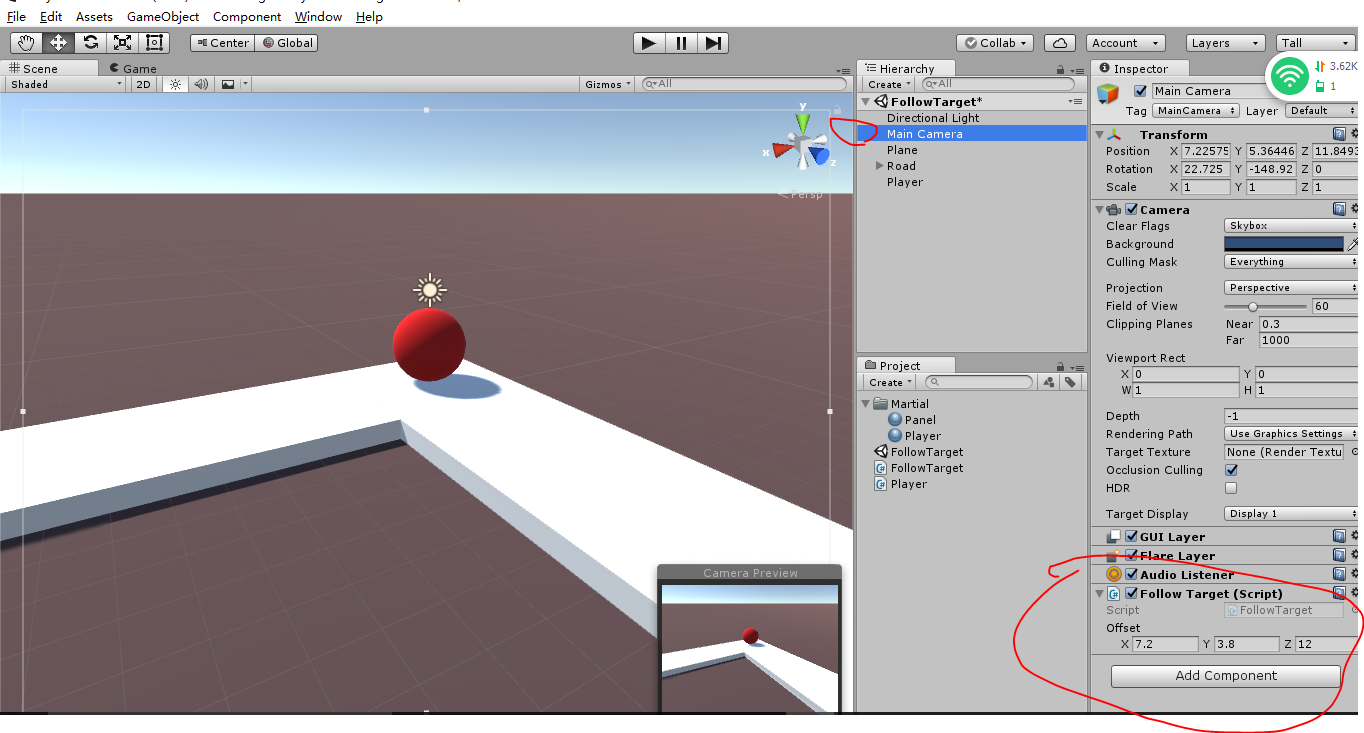 File Edit Assets GameObject Component Window Help
Center Global Collab Account Layers Tall
Scene Game
Shaded 2D Gizmos All
y
x
z
Persp
Camera Preview
Hierarchy
Create All
FollowTarget*
Directional Light
Main Camera
Plane
Road
Player
Project
Create
Martial
Panel
Player
FollowTarget
FollowTarget
Player
Inspector
3.62K
1
Main Camera
Tag MainCamera Layer Default
Transform
Position X 7.22575 Y 5.36446 Z 11.8493
Rotation X 22.725 Y -148.92 Z 0
Scale X 1 Y 1 Z 1
Camera
Clear Flags Skybox
Background
Culling Mask Everything
Projection Perspective
Field of View 60
Clipping Planes Near 0.3
Far 1000
Viewport Rect
X 0 Y 0
W 1 H 1
Depth -1
Rendering Path Use Graphics Settings
Target Texture None (Render Textu
Occlusion Culling
HDR
Target Display Display 1
GUI Layer
Flare Layer
Audio Listener
Follow Target (Script)
Script FollowTarget
Offset
X 7.2 Y 3.8 Z 12
Add Component